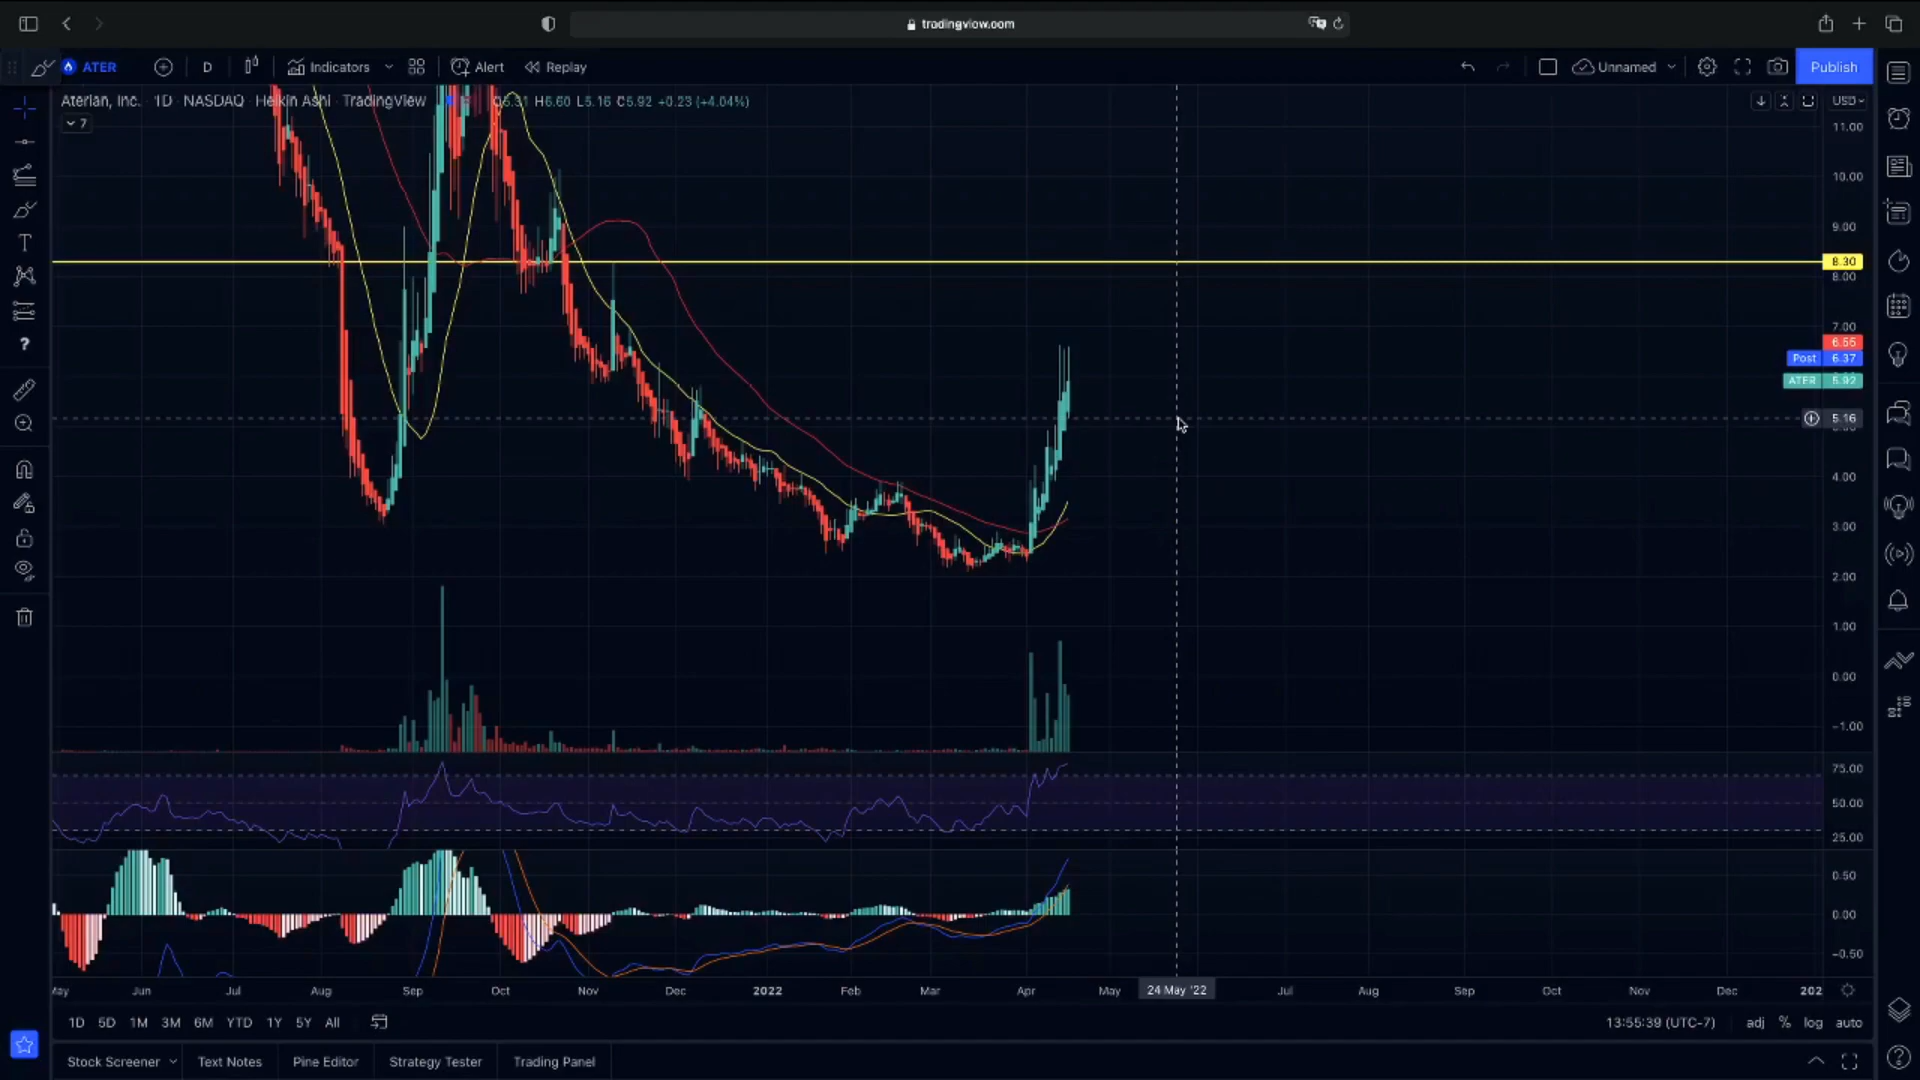 tradingview.com
ATER
D
Indicators
Alert
Replay
Unnamed
Publish
Aterian, Inc. · 1D · NASDAQ · Heikin Ashi · TradingView
H6.60 L5.16 C5.92 +0.23 (+4.04%)
7
USD
11.00
10.00
9.00
8.30
8.00
7.00
6.56
Post 6.37
ATER 5.92
5.16
4.00
3.00
2.00
1.00
0.00
−1.00
75.00
50.00
25.00
0.50
0.00
−0.50
May Jun Jul Aug Sep Oct Nov Dec 2022 Feb Mar Apr May 24 May '22 Jul Aug Sep Oct Nov Dec 202
1D 5D 1M 3M 6M YTD 1Y 5Y All
13:55:39 (UTC-7) adj % log auto
Stock Screener Text Notes Pine Editor Strategy Tester Trading Panel